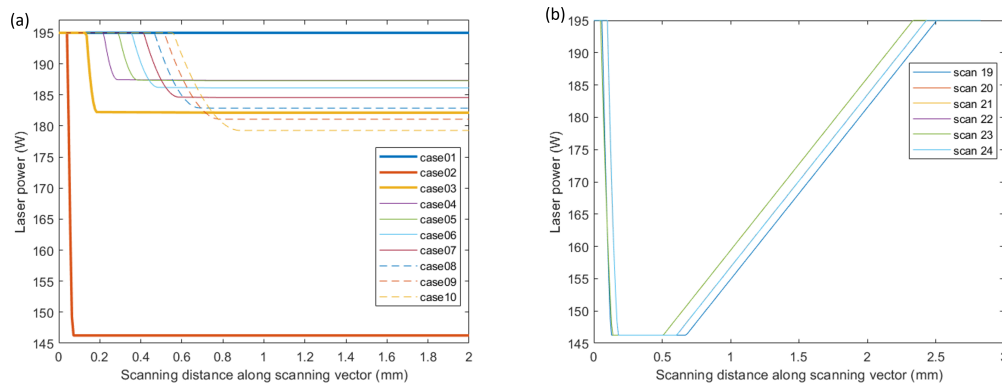 (a)
195
190
185
180
175
170
165
160
155
150
145
Laser power (W)
case01
case02
case03
case04
case05
case06
case07
case08
case09
case10
0 0.2 0.4 0.6 0.8 1 1.2 1.4 1.6 1.8 2
Scanning distance along scanning vector (mm)
(b)
195
190
185
180
175
170
165
160
155
150
145
Laser power (W)
scan 19
scan 20
scan 21
scan 22
scan 23
scan 24
0 0.5 1 1.5 2 2.5 3
Scanning distance along scanning vector (mm)